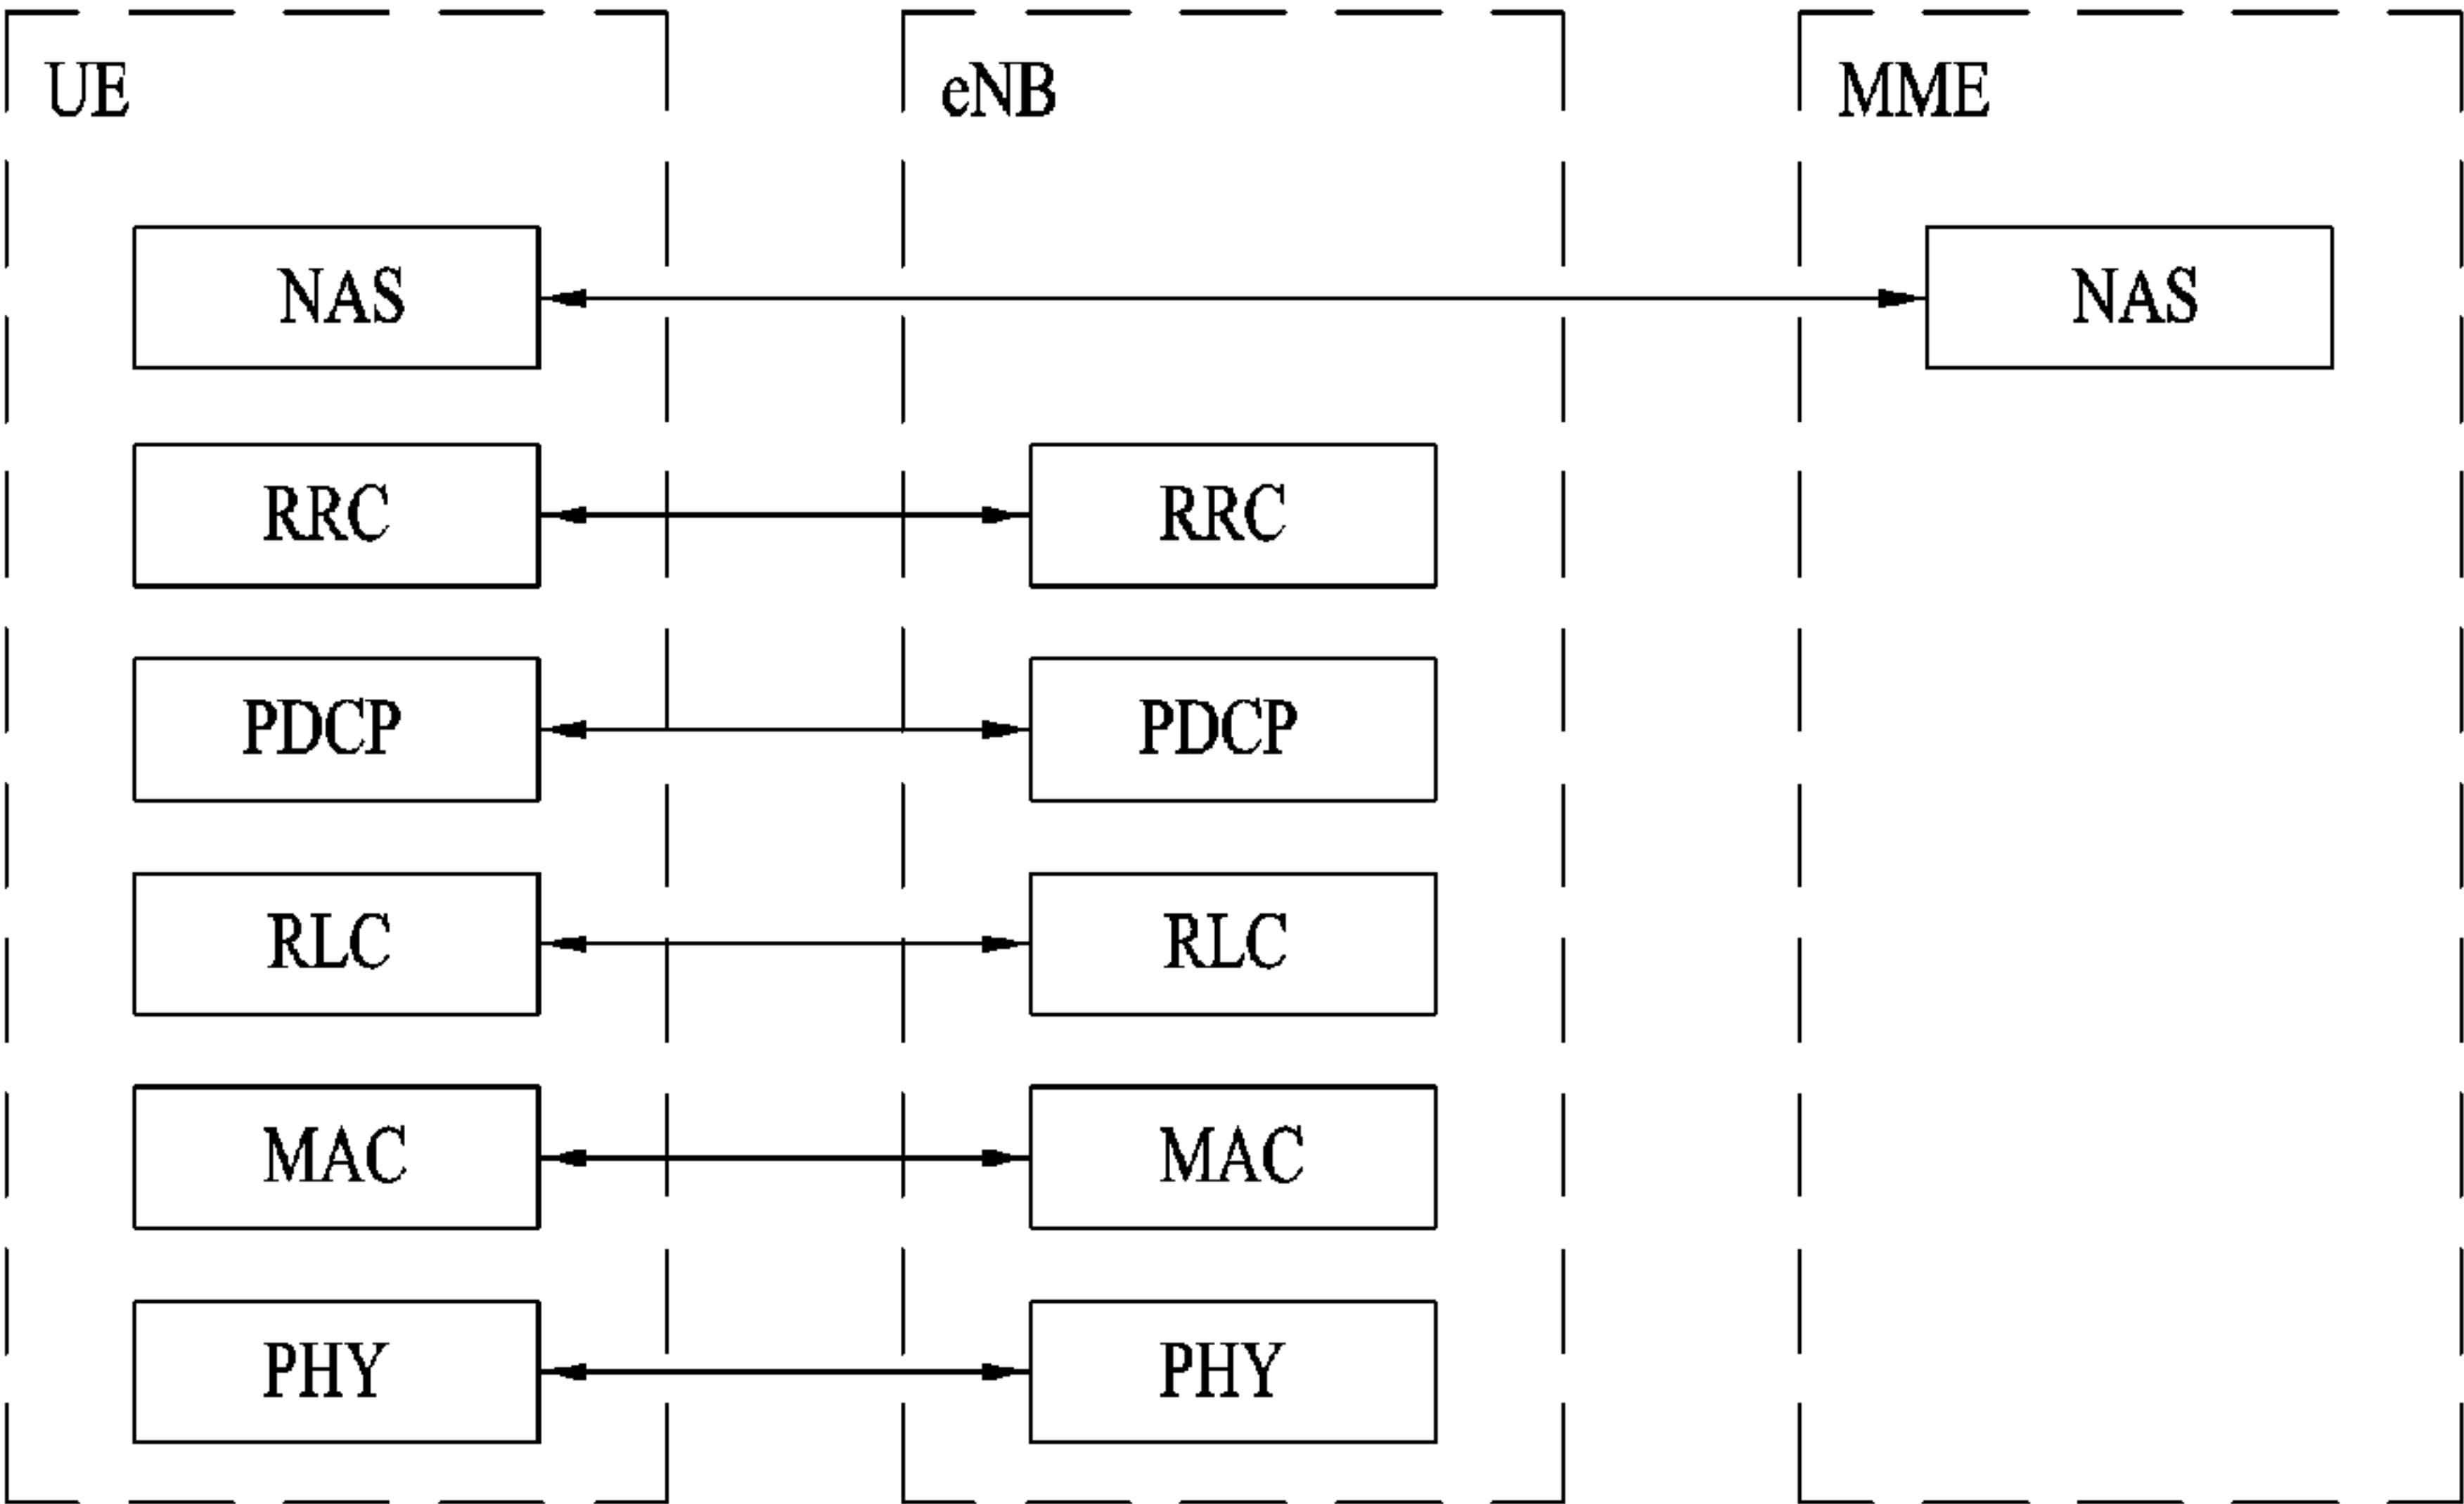 UE
eNB
MME
NAS
NAS
RRC
RRC
PDCP
PDCP
RLC
RLC
MAC
MAC
PHY
PHY